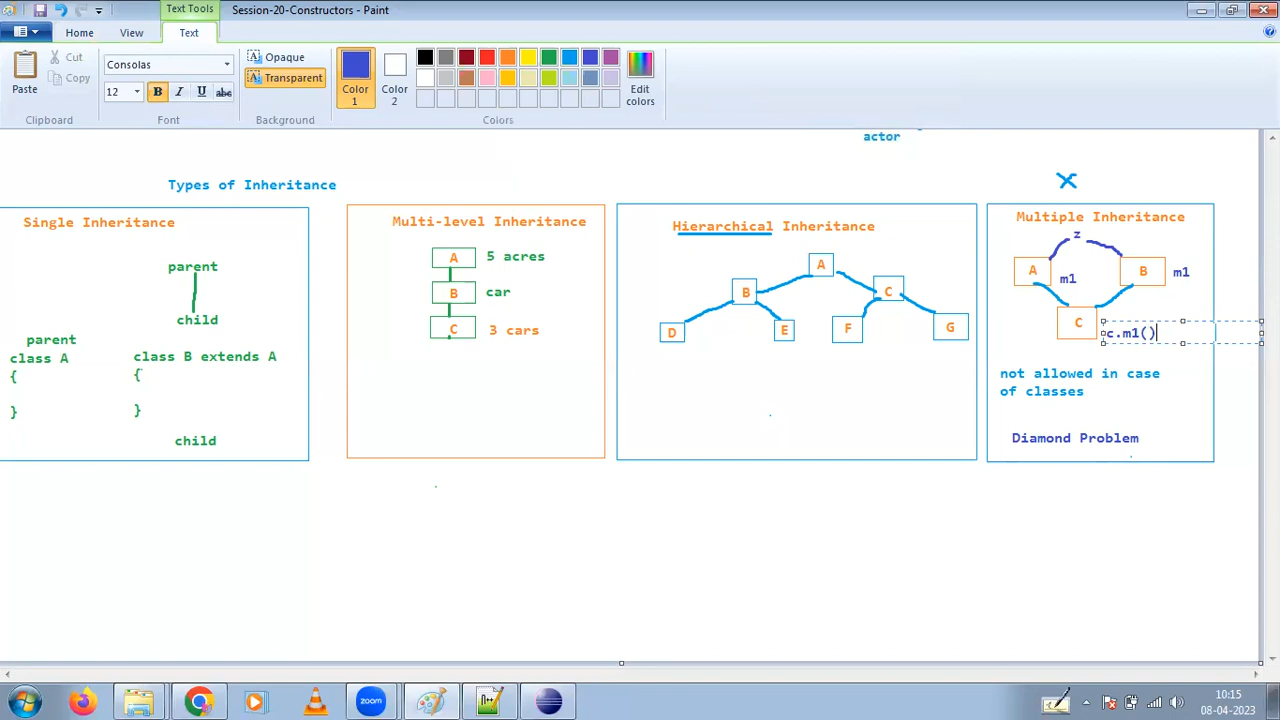 Text Tools
Session-20-Constructors - Paint
Home
View
Text
Paste
Cut
Copy
Clipboard
Consolas
12
B
I
U
abc
Font
Opaque
Transparent
Background
Color 1
Color 2
Edit colors
Colors
actor
Types of Inheritance
Single Inheritance
parent
child
parent
class A
{
}
class B extends A
{
}
child
Multi-level Inheritance
A 5 acres
B car
C 3 cars
Hierarchical Inheritance
A
B C
D E F G
X
Multiple Inheritance
z
A m1 B m1
C c.m1()
not allowed in case
of classes
Diamond Problem
zoom
10:15
08-04-2023